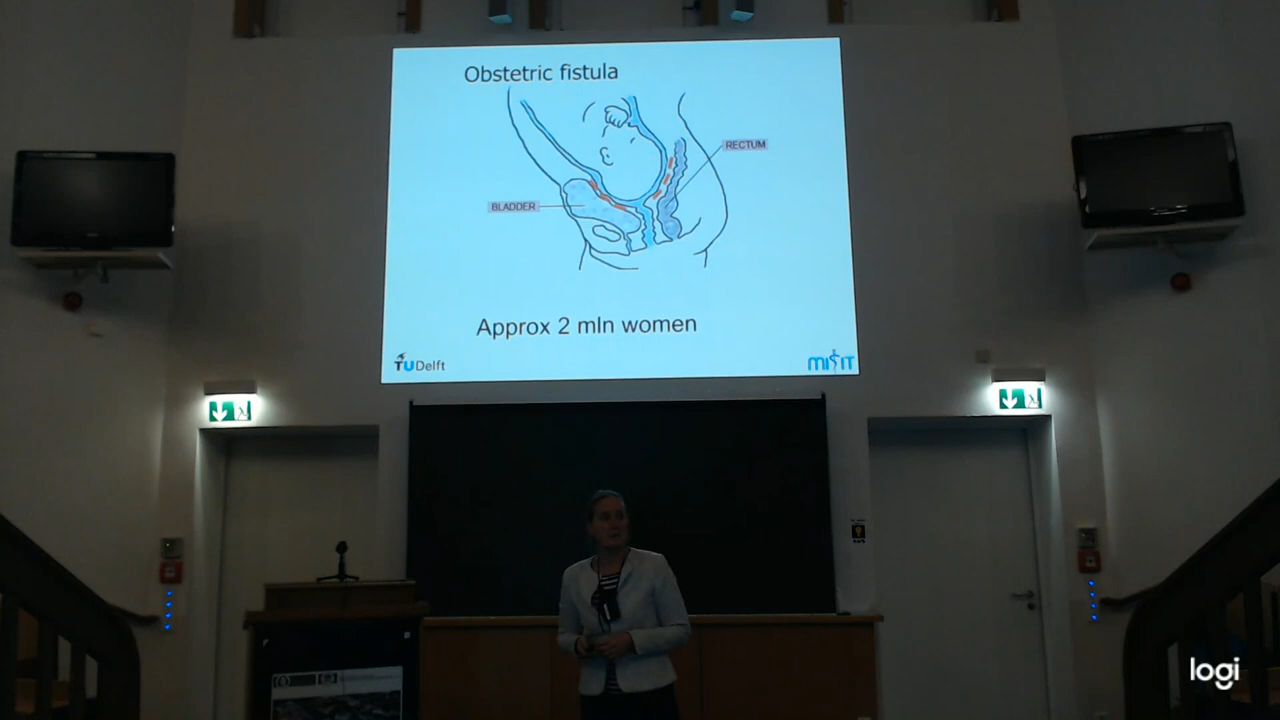 Obstetric fistula
RECTUM
BLADDER
Approx 2 mln women
TUDelft
MISIT
logi